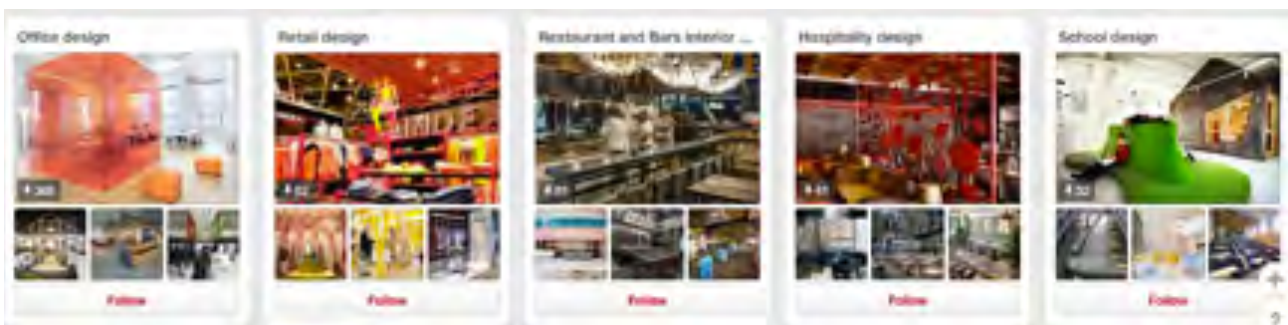 Office design
Retail design
Restaurant and Bars Interior ...
Hospitality design
School design
Follow
Follow
Follow
Follow
Follow